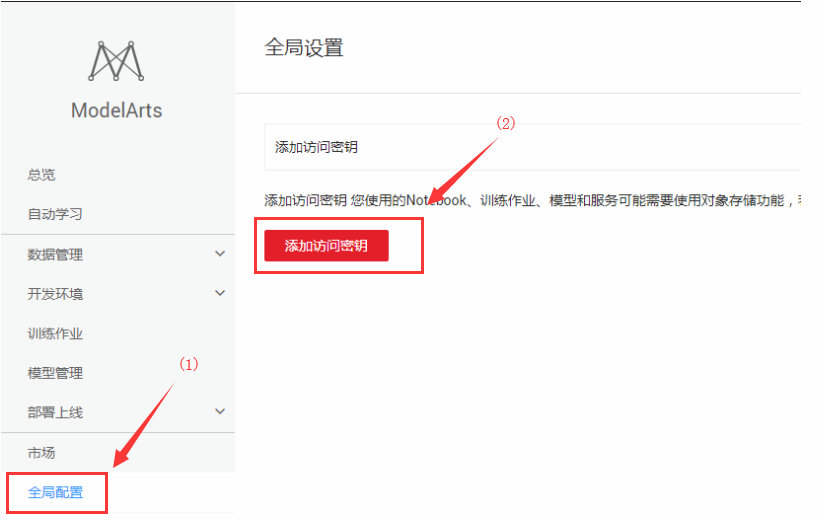 ModelArts
总览
自动学习
数据管理
开发环境
训练作业
模型管理
(1)
部署上线
市场
全局配置
全局设置
(2)
添加访问密钥
添加访问密钥 您使用的Notebook、训练作业、模型和服务可能需要使用对象存储功能，
添加访问密钥